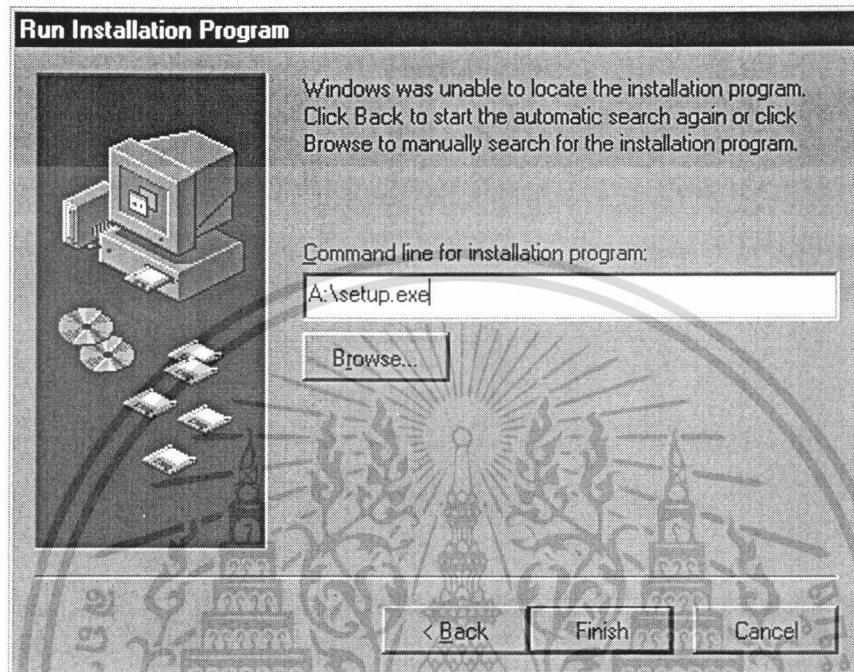 Run Installation Program
Windows was unable to locate the installation program.
Click Back to start the automatic search again or click
Browse to manually search for the installation program.
Command line for installation program:
A:\setup.exe
Browse...
< Back
Finish
Cancel